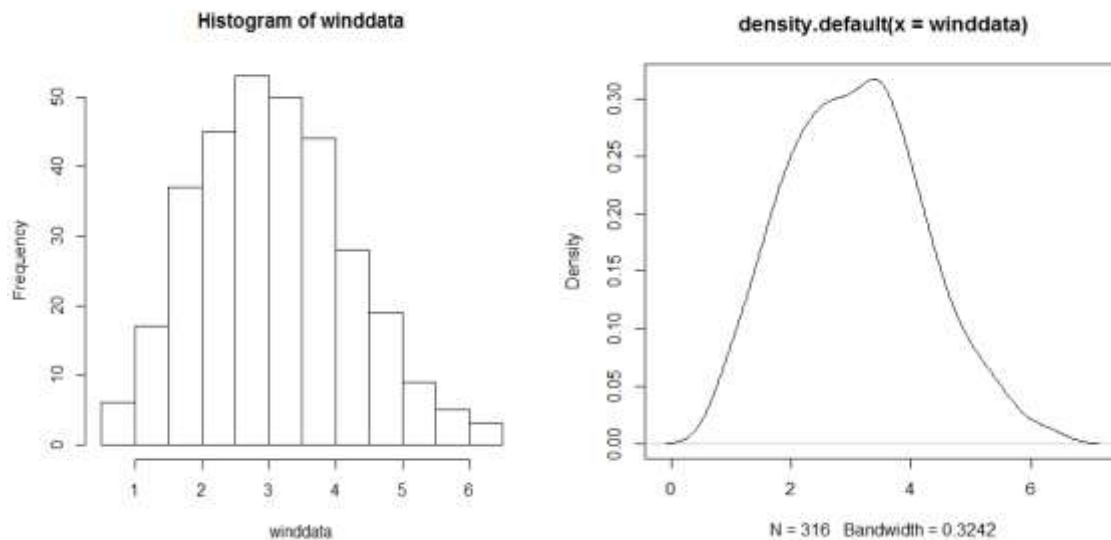 Histogram of winddata
Frequency
0 10 20 30 40 50
1 2 3 4 5 6
winddata
density.default(x = winddata)
Density
0.00 0.05 0.10 0.15 0.20 0.25 0.30
0 2 4 6
N = 316 Bandwidth = 0.3242